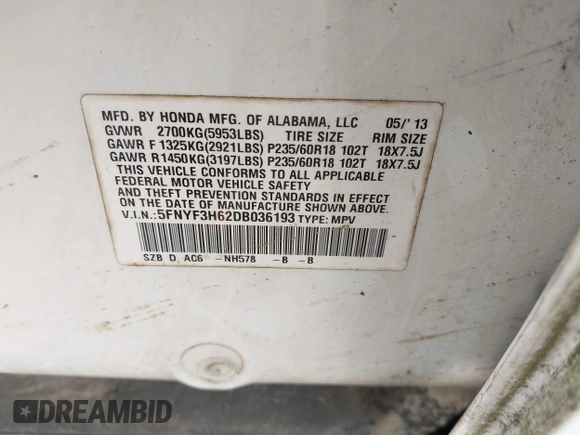 MFD. BY HONDA MFG. OF ALABAMA, LLC 05/'13
GVWR 2700KG(5953LBS) TIRE SIZE RIM SIZE
GAWR F 1325KG(2921LBS) P235/60R18 102T 18X7.5J
GAWR R1450KG(3197LBS) P235/60R18 102T 18X7.5J
THIS VEHICLE CONFORMS TO ALL APPLICABLE
FEDERAL MOTOR VEHICLE SAFETY
AND THEFT PREVENTION STANDARDS IN EFFECT
ON THE DATE OF MANUFACTURE SHOWN ABOVE.
V.I.N.:5FNYF3H62DB036193 TYPE: MPV
SZB D AC6 -NH578 -B -B
DREAMBID